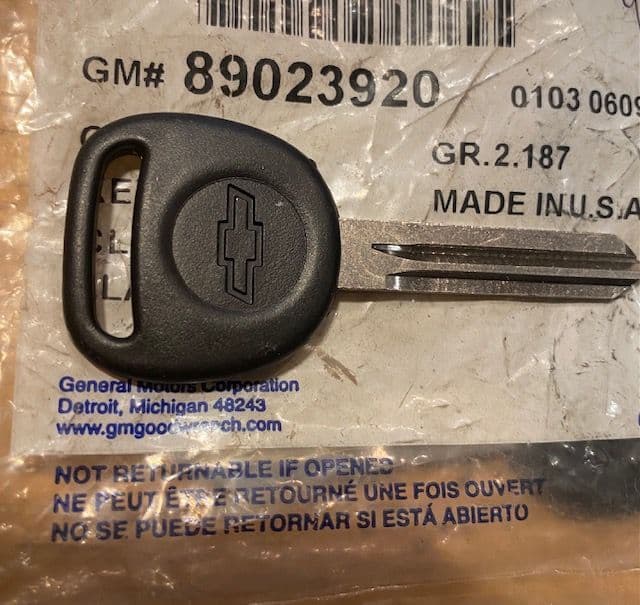 GM# 89023920
0103 0609
GR.2.187
MADE IN U.S.A
General Motors Corporation
Detroit, Michigan 48243
www.gmgoodwrench.com
NOT RETURNABLE IF OPENED
NE PEUT ÊTRE RETOURNÉ UNE FOIS OUVERT
NO SE PUEDE RETORNAR SI ESTÁ ABIERTO